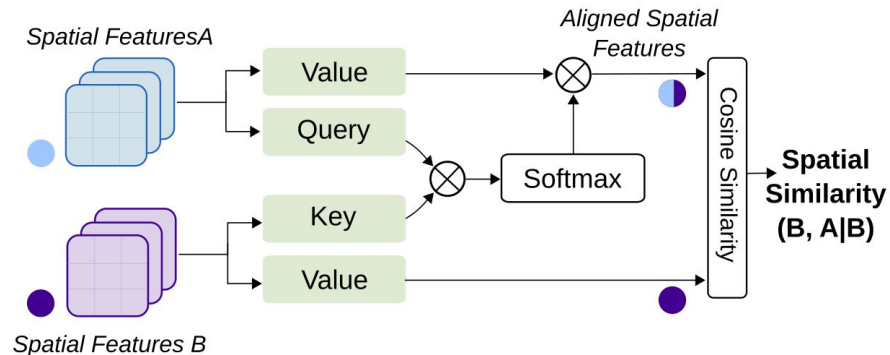 Spatial FeaturesA
Aligned Spatial
Features
Value
Query
Softmax
Key
Value
Cosine Similarity
Spatial
Similarity
(B, A|B)
Spatial Features B